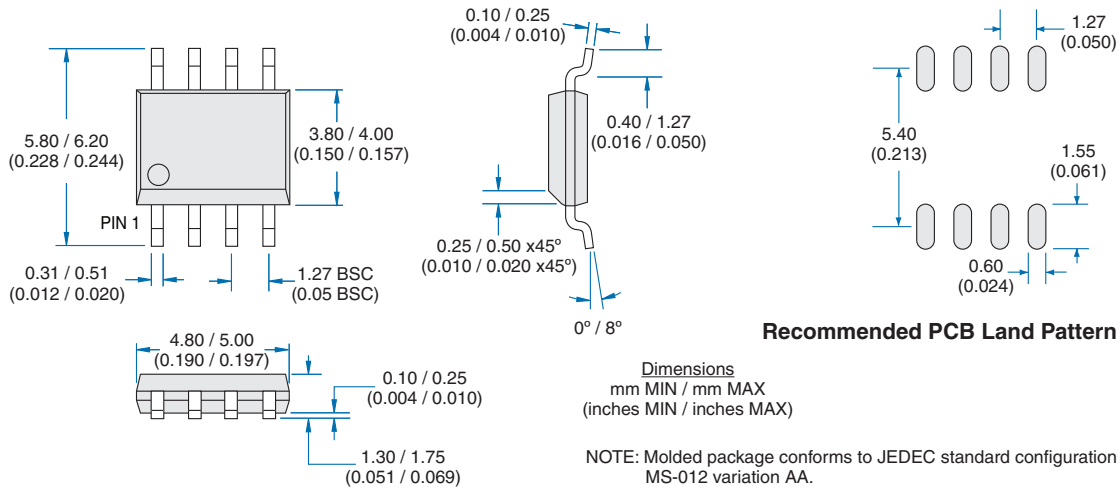 5.80 / 6.20
(0.228 / 0.244)
3.80 / 4.00
(0.150 / 0.157)
PIN 1
0.31 / 0.51
(0.012 / 0.020)
1.27 BSC
(0.05 BSC)
0.10 / 0.25
(0.004 / 0.010)
0.40 / 1.27
(0.016 / 0.050)
0.25 / 0.50 x45º
(0.010 / 0.020 x45º)
0º / 8º
1.27
(0.050)
5.40
(0.213)
1.55
(0.061)
0.60
(0.024)
Recommended PCB Land Pattern
4.80 / 5.00
(0.190 / 0.197)
0.10 / 0.25
(0.004 / 0.010)
1.30 / 1.75
(0.051 / 0.069)
Dimensions
mm MIN / mm MAX
(inches MIN / inches MAX)
NOTE: Molded package conforms to JEDEC standard configuration
MS-012 variation AA.